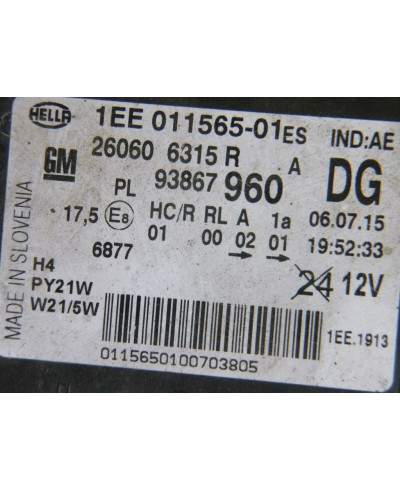 HELLA 1EE 011565-01ES IND:AE
GM 26060 6315 R A DG
PL 93867 960
17,5 E8 HC/R RL A 1a 06.07.15
01 00 02 01 19:52:33
6877
H4 24 12V
PY21W
W21/5W
1EE.1913
0115650100703805
MADE IN SLOVENIA